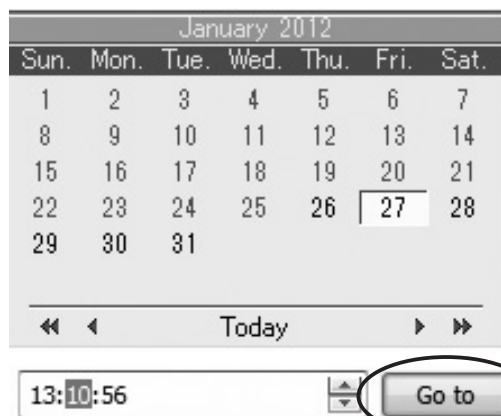 January 2012
Sun. Mon. Tue. Wed. Thu. Fri. Sat.
1 2 3 4 5 6 7
8 9 10 11 12 13 14
15 16 17 18 19 20 21
22 23 24 25 26 27 28
29 30 31
Today
13:10:56 Go to